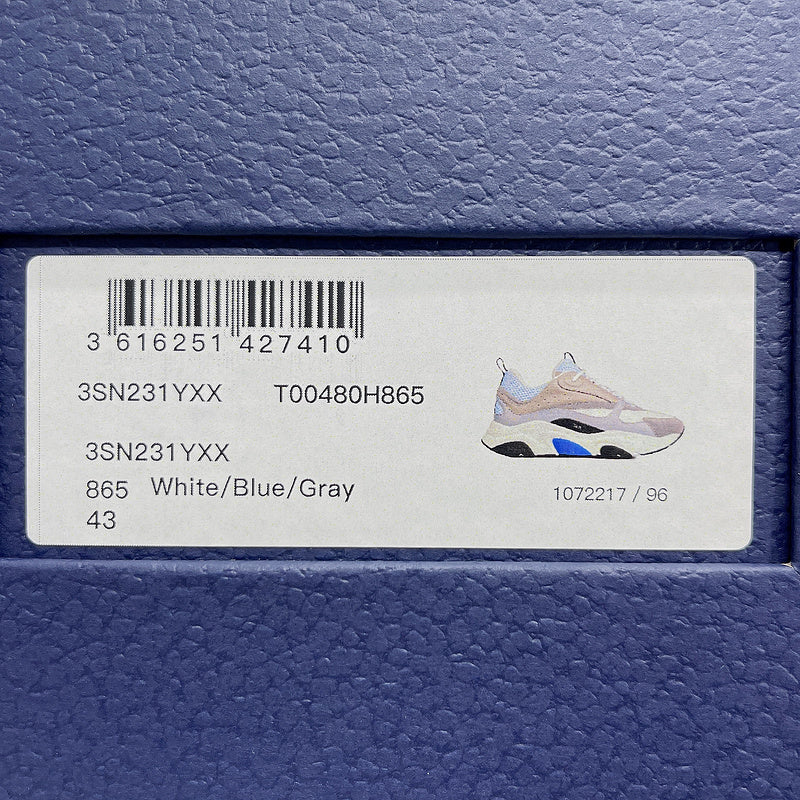 3 616251 427410
3SN231YXX T00480H865
3SN231YXX
865 White/Blue/Gray
43
1072217 / 96